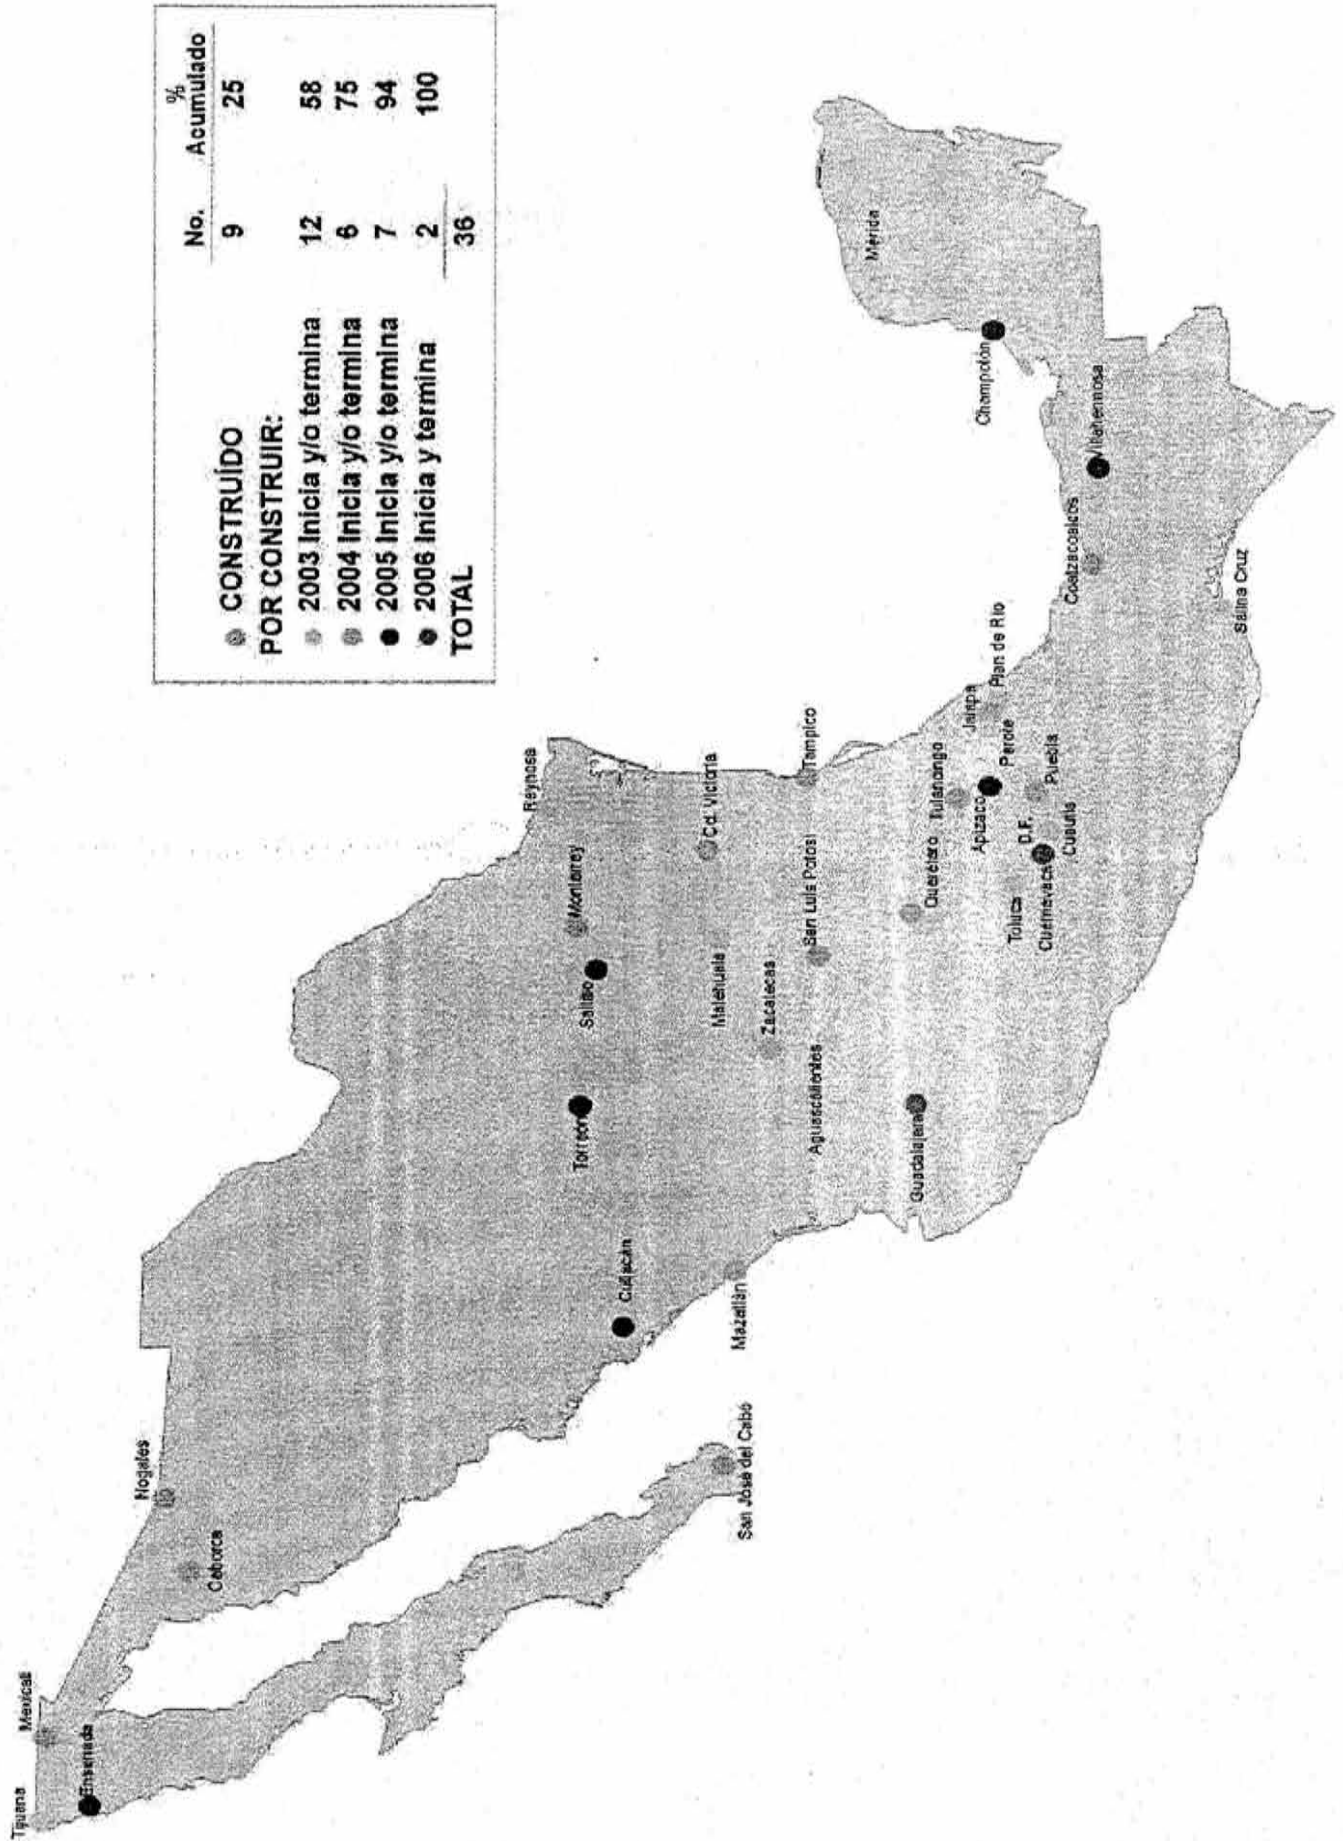 No. % Acumulado
CONSTRUÍDO 9 25
POR CONSTRUIR:
2003 Inicia y/o termina 12 58
2004 Inicia y/o termina 6 75
2005 Inicia y/o termina 7 94
2006 Inicia y termina 2 100
TOTAL 36
Tijuana
Mexicali
Ensenada
Nogales
Caborca
San José del Cabo
Culiacán
Mazatlán
Torreón
Saltillo
Monterrey
Reynosa
Cd. Victoria
Matehuala
Zacatecas
Tampico
San Luis Potosí
Aguascalientes
Guadalajara
Querétaro
Tulancingo
Apizaco
Jalapa
Perote
Plan de Río
Toluca
D.F.
Puebla
Cuernavaca
Cuautla
Coatzacoalcos
Villahermosa
Salina Cruz
Champotón
Mérida